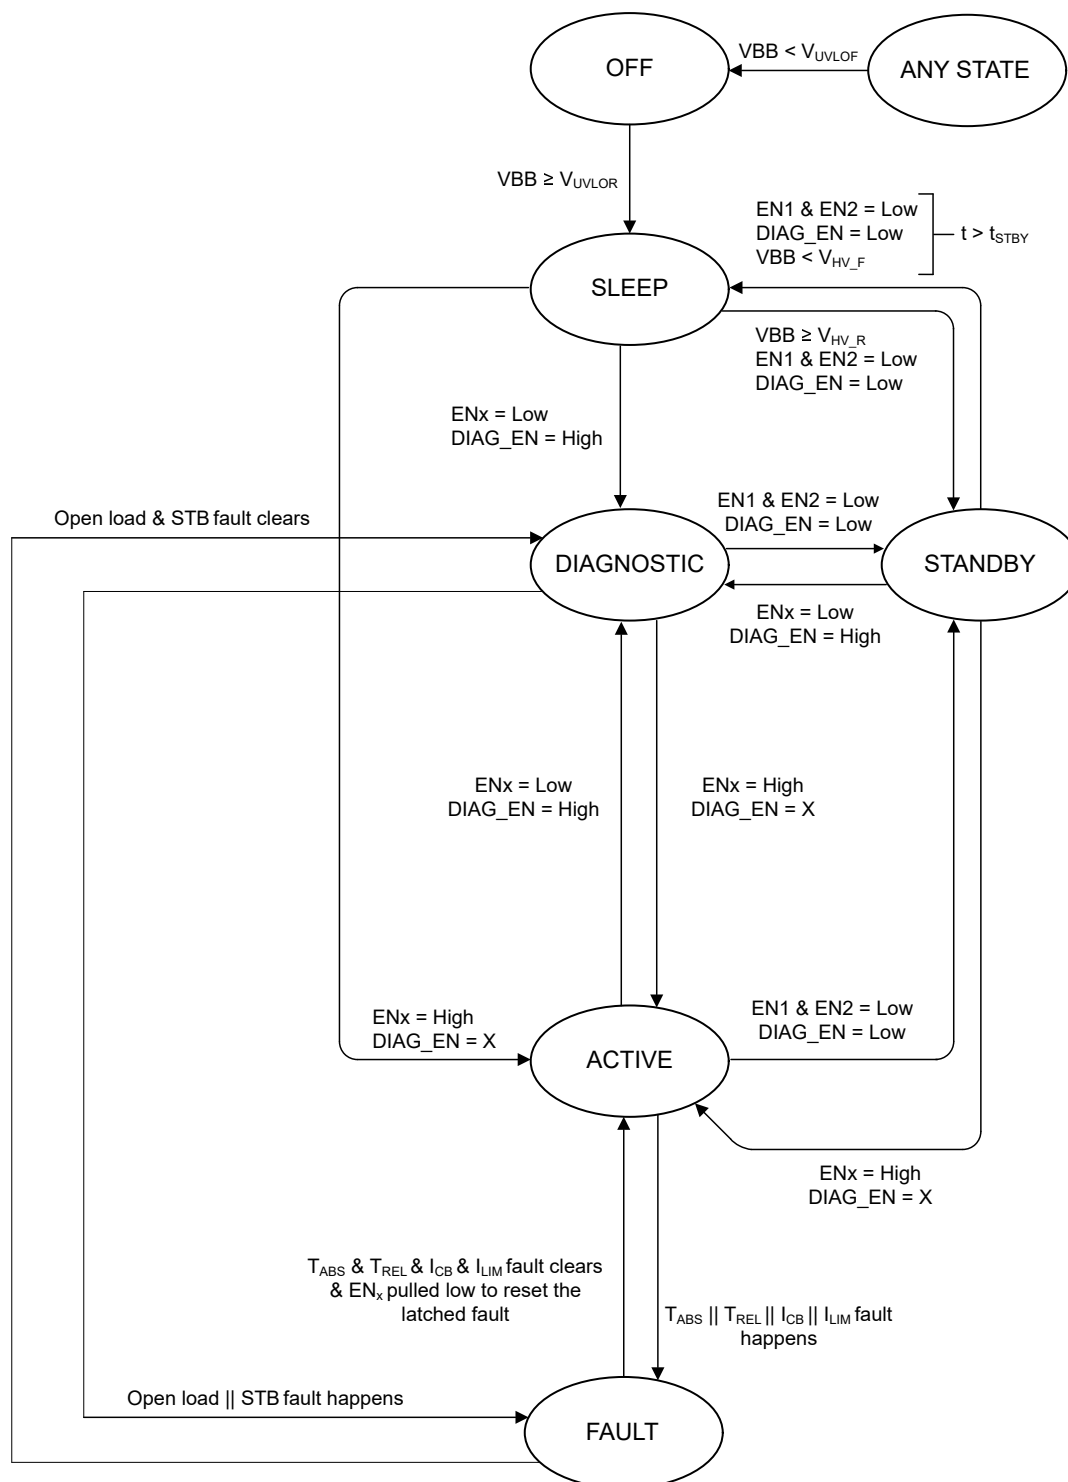 OFF
VBB < VUVLOF
ANY STATE
VBB ≥ VUVLOR
EN1 & EN2 = Low
DIAG_EN = Low
VBB < VHV_F
t > tSTBY
SLEEP
VBB ≥ VHV_R
EN1 & EN2 = Low
DIAG_EN = Low
ENx = Low
DIAG_EN = High
Open load & STB fault clears
EN1 & EN2 = Low
DIAG_EN = Low
DIAGNOSTIC
STANDBY
ENx = Low
DIAG_EN = High
ENx = Low
DIAG_EN = High
ENx = High
DIAG_EN = X
ENx = High
DIAG_EN = X
EN1 & EN2 = Low
DIAG_EN = Low
ACTIVE
ENx = High
DIAG_EN = X
TABS & TREL & ICB & ILIM fault clears
& ENx pulled low to reset the
latched fault
TABS || TREL || ICB || ILIM fault
happens
Open load || STB fault happens
FAULT